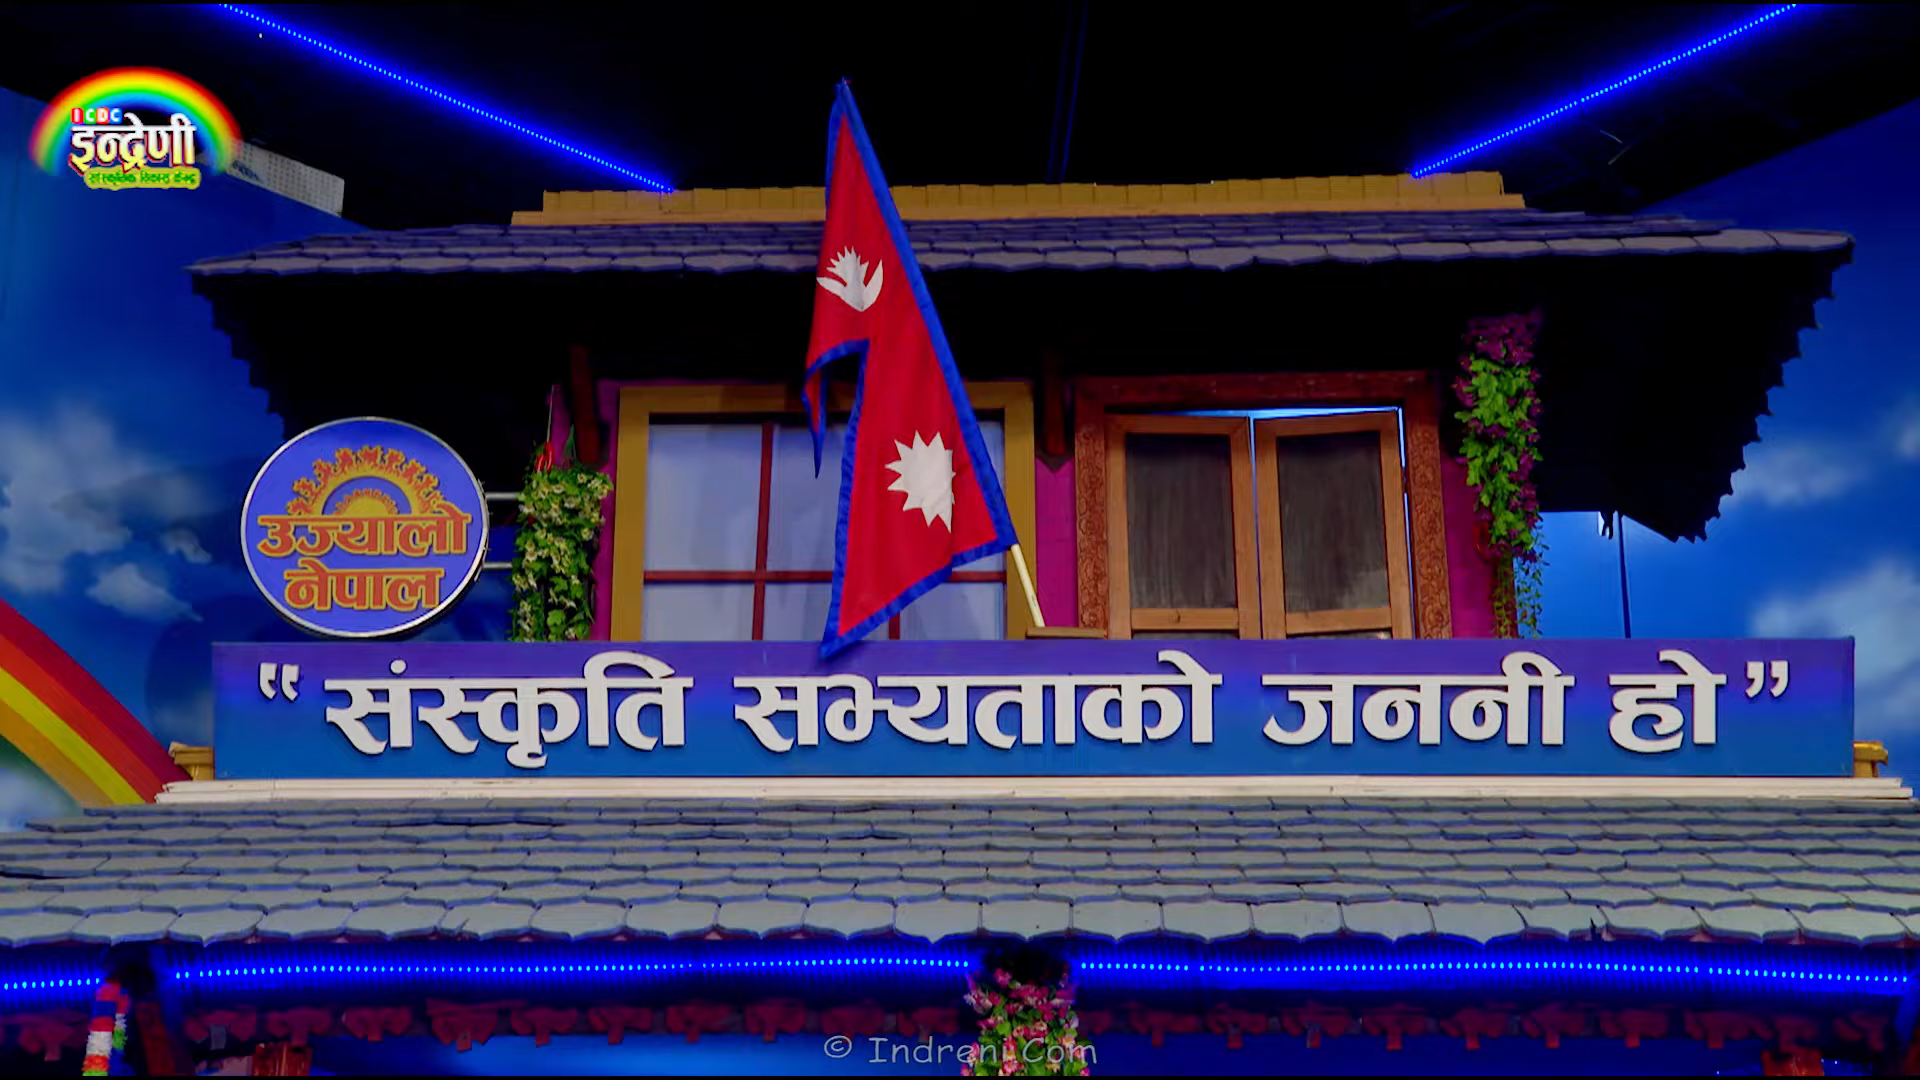 ICDC
इन्द्रेणी
सांस्कृतिक विकास केन्द्र
उज्यालो
नेपाल
" संस्कृति सभ्यताको जननी हो "
© Indreni.Com